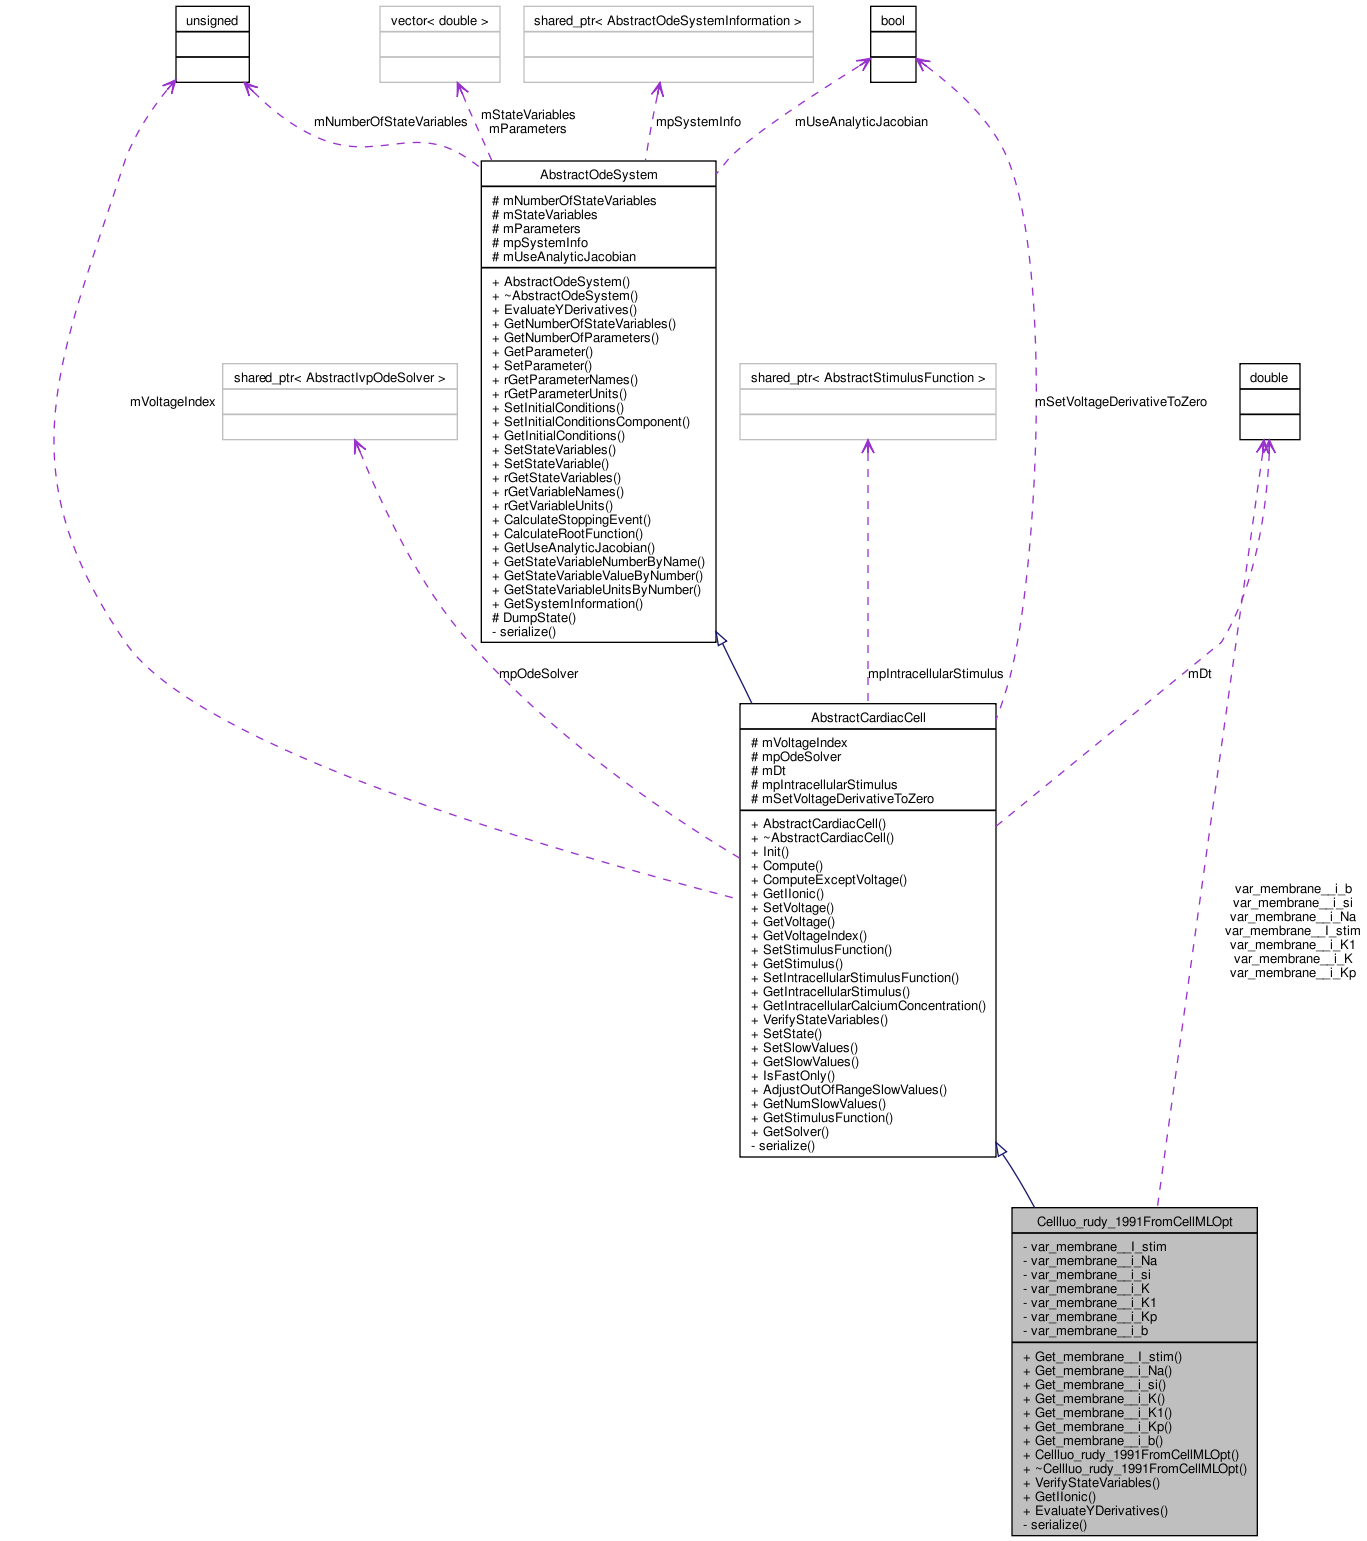 unsigned
vector< double >
shared_ptr< AbstractOdeSystemInformation >
bool
mNumberOfStateVariables
mStateVariables
mParameters
mpSystemInfo
mUseAnalyticJacobian
AbstractOdeSystem
# mNumberOfStateVariables
# mStateVariables
# mParameters
# mpSystemInfo
# mUseAnalyticJacobian
+ AbstractOdeSystem()
+ ~AbstractOdeSystem()
+ EvaluateYDerivatives()
+ GetNumberOfStateVariables()
+ GetNumberOfParameters()
+ GetParameter()
+ SetParameter()
+ rGetParameterNames()
+ rGetParameterUnits()
+ SetInitialConditions()
+ SetInitialConditionsComponent()
+ GetInitialConditions()
+ SetStateVariables()
+ SetStateVariable()
+ rGetStateVariables()
+ rGetVariableNames()
+ rGetVariableUnits()
+ CalculateStoppingEvent()
+ CalculateRootFunction()
+ GetUseAnalyticJacobian()
+ GetStateVariableNumberByName()
+ GetStateVariableValueByNumber()
+ GetStateVariableUnitsByNumber()
+ GetSystemInformation()
# DumpState()
- serialize()
mVoltageIndex
shared_ptr< AbstractIvpOdeSolver >
shared_ptr< AbstractStimulusFunction >
mSetVoltageDerivativeToZero
double
mpOdeSolver
mpIntracellularStimulus
mDt
AbstractCardiacCell
# mVoltageIndex
# mpOdeSolver
# mDt
# mpIntracellularStimulus
# mSetVoltageDerivativeToZero
+ AbstractCardiacCell()
+ ~AbstractCardiacCell()
+ Init()
+ Compute()
+ ComputeExceptVoltage()
+ GetIIonic()
+ SetVoltage()
+ GetVoltage()
+ GetVoltageIndex()
+ SetStimulusFunction()
+ GetStimulus()
+ SetIntracellularStimulusFunction()
+ GetIntracellularStimulus()
+ GetIntracellularCalciumConcentration()
+ VerifyStateVariables()
+ SetState()
+ SetSlowValues()
+ GetSlowValues()
+ IsFastOnly()
+ AdjustOutOfRangeSlowValues()
+ GetNumSlowValues()
+ GetStimulusFunction()
+ GetSolver()
- serialize()
var_membrane__i_b
var_membrane__i_si
var_membrane__i_Na
var_membrane__I_stim
var_membrane__i_K1
var_membrane__i_K
var_membrane__i_Kp
Cellluo_rudy_1991FromCellMLOpt
- var_membrane__I_stim
- var_membrane__i_Na
- var_membrane__i_si
- var_membrane__i_K
- var_membrane__i_K1
- var_membrane__i_Kp
- var_membrane__i_b
+ Get_membrane__I_stim()
+ Get_membrane__i_Na()
+ Get_membrane__i_si()
+ Get_membrane__i_K()
+ Get_membrane__i_K1()
+ Get_membrane__i_Kp()
+ Get_membrane__i_b()
+ Cellluo_rudy_1991FromCellMLOpt()
+ ~Cellluo_rudy_1991FromCellMLOpt()
+ VerifyStateVariables()
+ GetIIonic()
+ EvaluateYDerivatives()
- serialize()